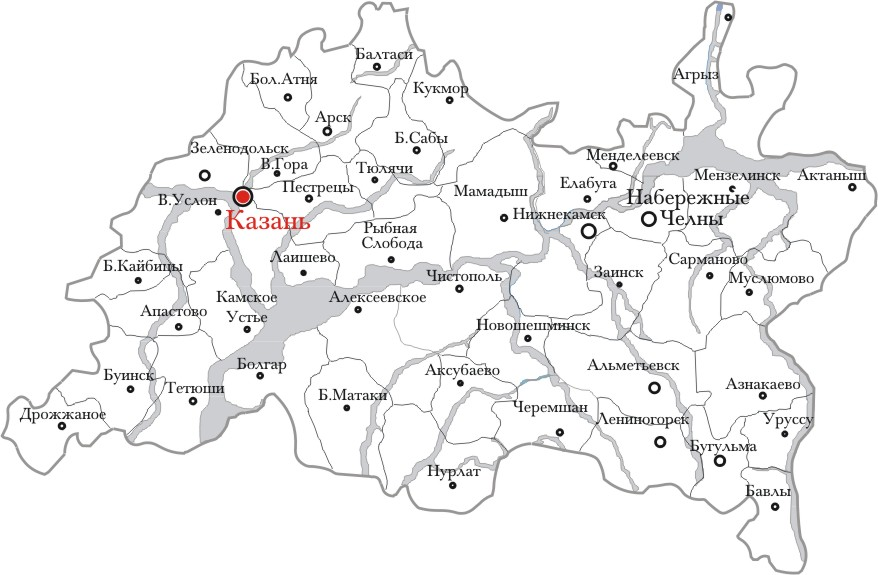 Балтаси
Агрыз
Бол.Атня
Кукмор
Арск
Б.Сабы
Зеленодольск
Менделеевск
В.Гора
Тюлячи
Мензелинск
Актаныш
Пестрецы
Елабуга
Мамадыш
Набережные
Челны
В.Услон
Нижнекамск
Казань
Рыбная
Слобода
Лаишево
Сарманово
Б.Кайбицы
Заинск
Чистополь
Муслюмово
Камское
Устье
Алексеевское
Апастово
Новошешминск
Болгар
Альметьевск
Аксубаево
Буинск
Тетюши
Азнакаево
Б.Матаки
Черемшан
Дрожжаное
Лениногорск
Уруссу
Бугульма
Нурлат
Бавлы